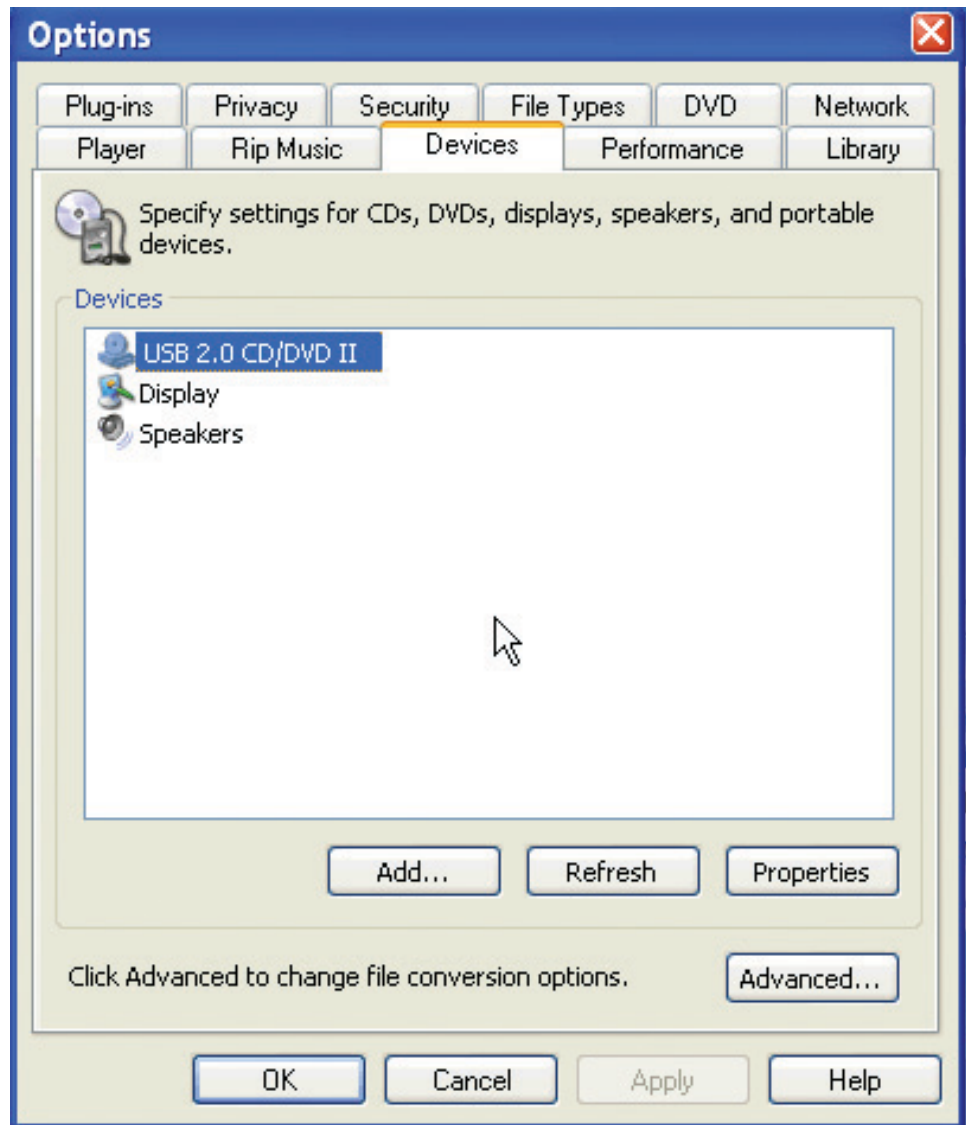 Options
Plug-ins Privacy Security File Types DVD Network
Player Rip Music Devices Performance Library
Specify settings for CDs, DVDs, displays, speakers, and portable
devices.
Devices
USB 2.0 CD/DVD II
Display
Speakers
Add... Refresh Properties
Click Advanced to change file conversion options. Advanced...
OK Cancel Apply Help